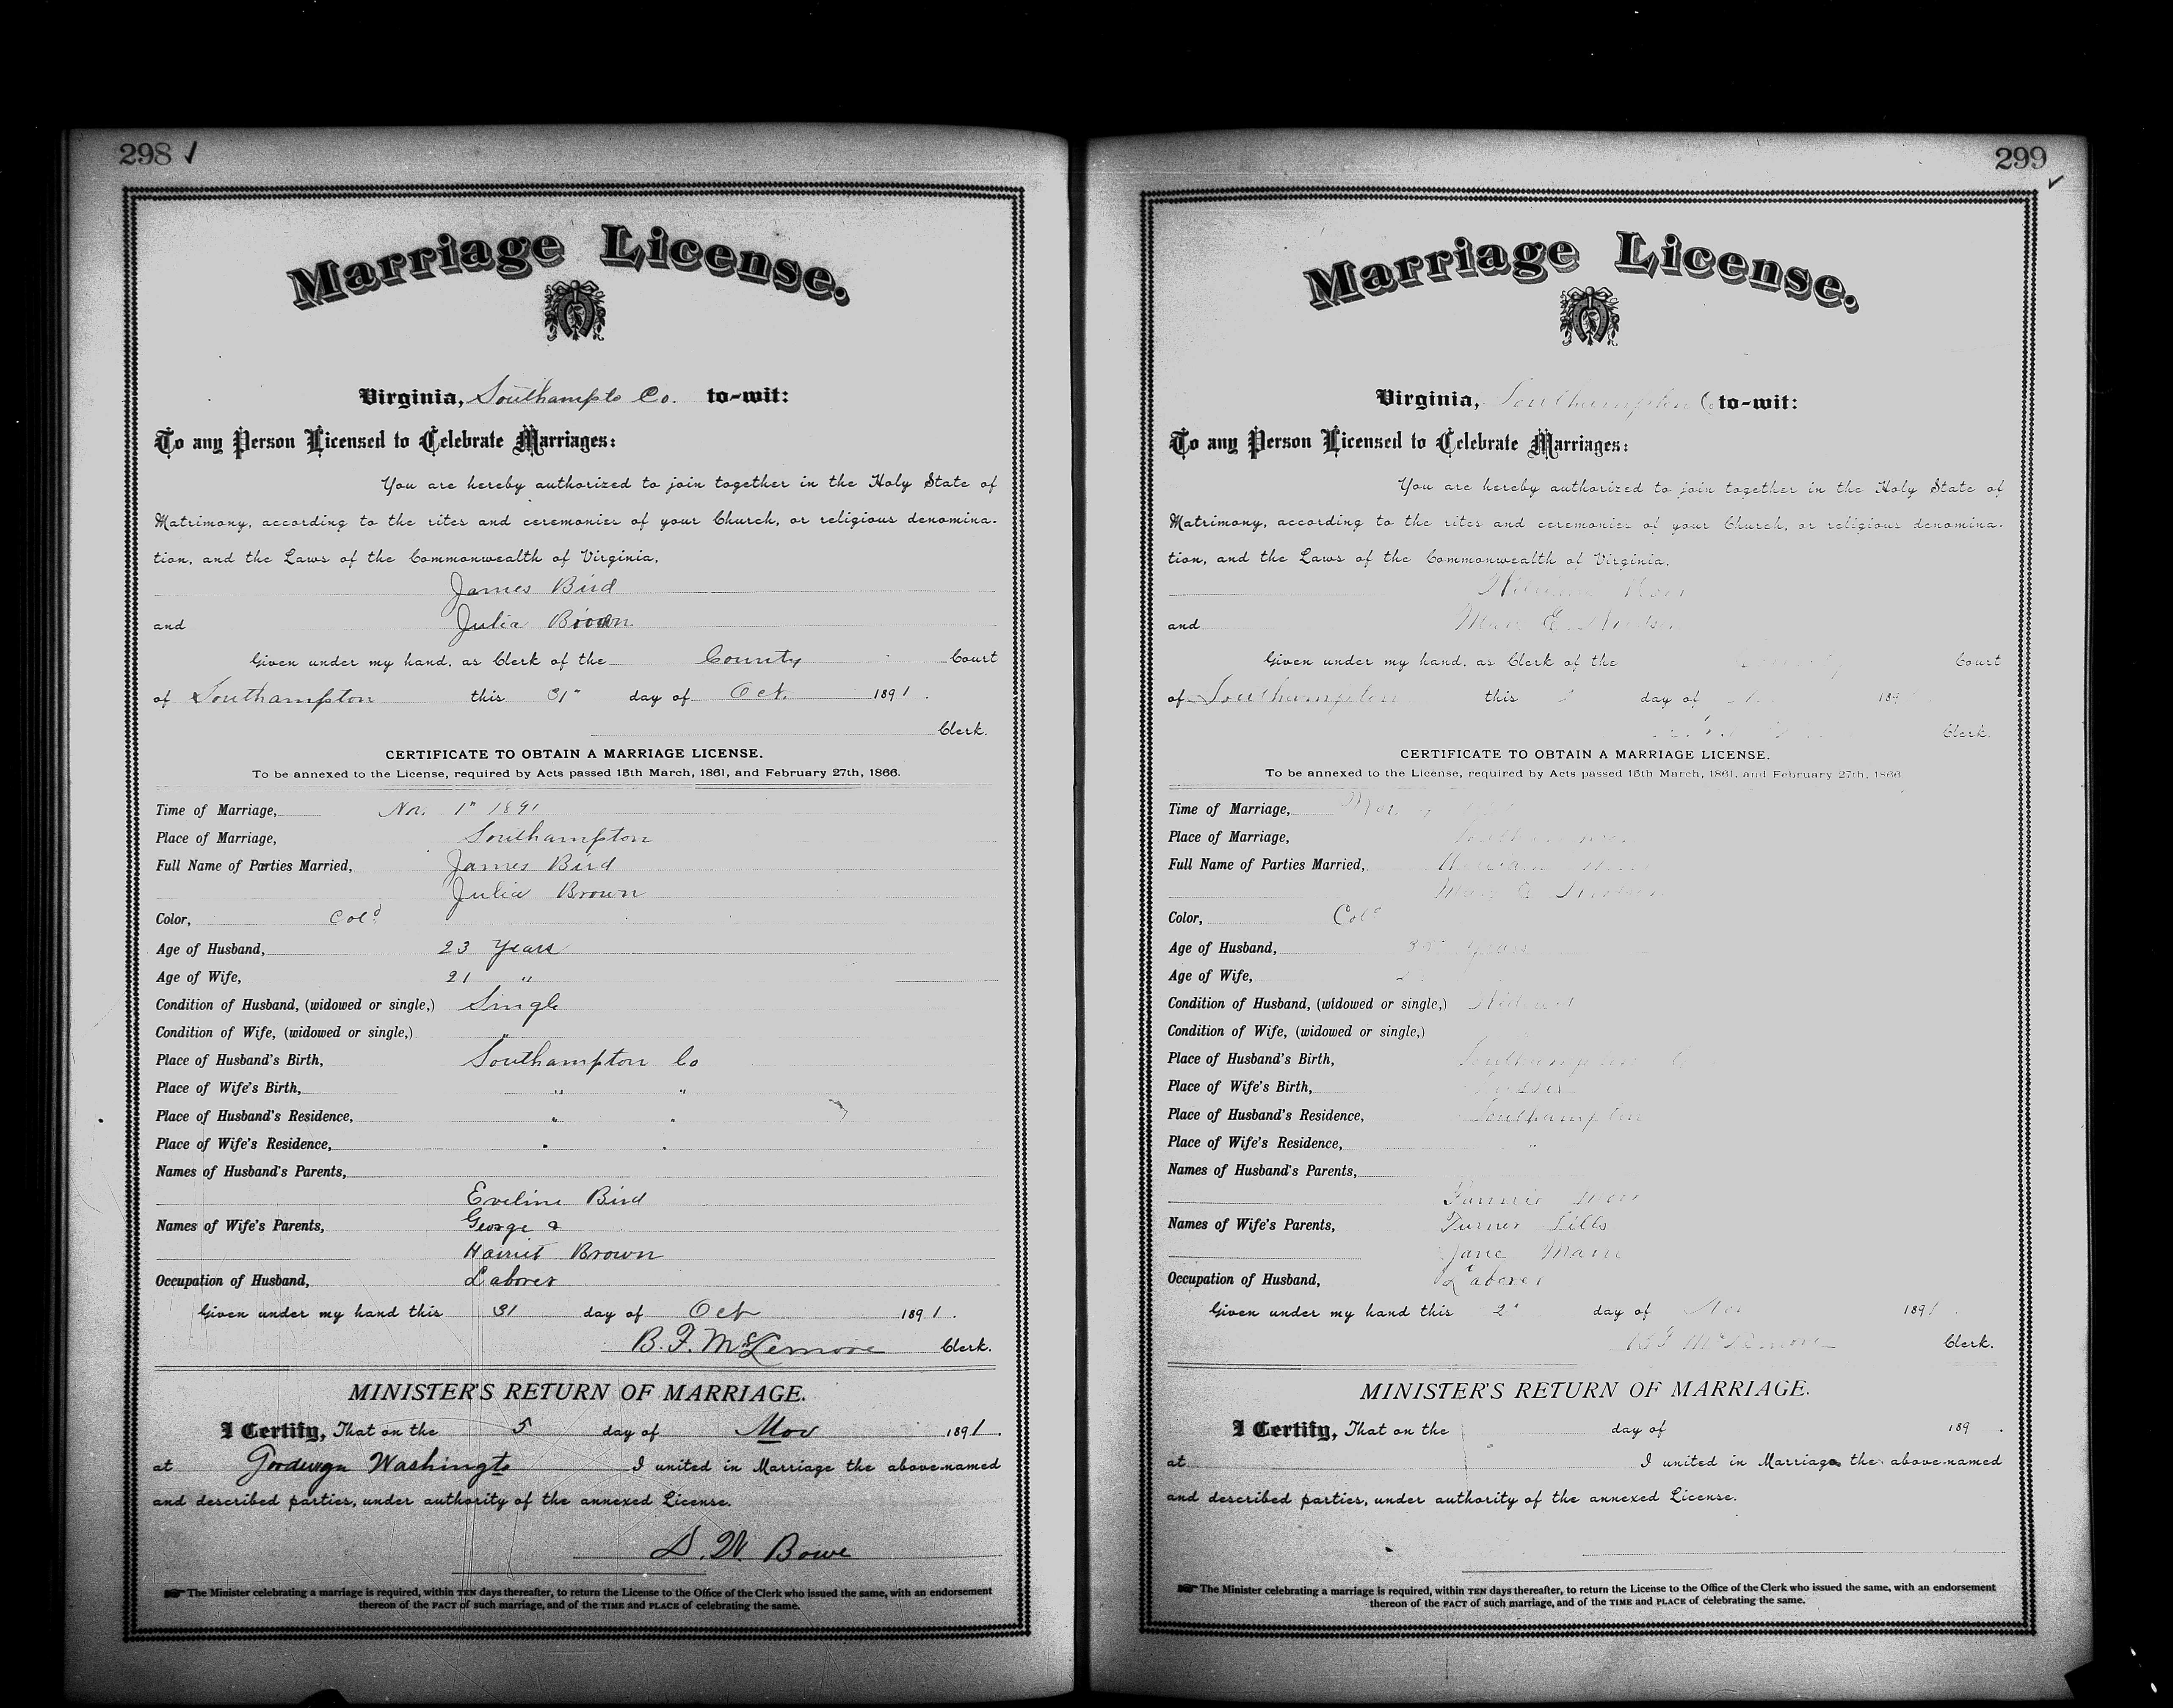 298 ✓
Marriage License.
Virginia, Southampto Co. to-wit:
To any Person Licensed to Celebrate Marriages:
You are hereby authorized to join together in the Holy State of
Matrimony, according to the rites and ceremonies of your Church, or religious denomina-
tion, and the Laws of the Commonwealth of Virginia,
James Bird
and Julia Brown
Given under my hand, as Clerk of the County Court
of Southampton this 31" day of Oct. 1891.
Clerk.
CERTIFICATE TO OBTAIN A MARRIAGE LICENSE.
To be annexed to the License, required by Acts passed 15th March, 1861, and February 27th, 1866.
Time of Marriage, Nov. 1" 1891
Place of Marriage, Southampton
Full Name of Parties Married, James Bird
Julia Brown
Color, Cold
Age of Husband, 23 Years
Age of Wife, 21 "
Condition of Husband, (widowed or single,) Single
Condition of Wife, (widowed or single,) "
Place of Husband's Birth, Southampton Co
Place of Wife's Birth, " "
Place of Husband's Residence, " "
Place of Wife's Residence, " "
Names of Husband's Parents,
Eveline Bird
Names of Wife's Parents, George &
Harriet Brown
Occupation of Husband, Laborer
Given under my hand this 31 day of Oct 1891.
B. F. McLemore Clerk.
MINISTER'S RETURN OF MARRIAGE.
I Certify, That on the 5 day of Nov 1891.
at Washingto I united in Marriage the above-named
and described parties, under authority of the annexed License.
D. W Bowe
The Minister celebrating a marriage is required, within TEN days thereafter, to return the License to the Office of the Clerk who issued the same, with an endorsement
thereon of the FACT of such marriage, and of the TIME and PLACE of celebrating the same.
299 ✓
Marriage License.
Virginia, Southampton Co to-wit:
To any Person Licensed to Celebrate Marriages:
You are hereby authorized to join together in the Holy State of
Matrimony, according to the rites and ceremonies of your Church, or religious denomina-
tion, and the Laws of the Commonwealth of Virginia,
and E.
Given under my hand, as Clerk of the County Court
of Southampton this day of 189
Clerk.
CERTIFICATE TO OBTAIN A MARRIAGE LICENSE.
To be annexed to the License, required by Acts passed 15th March, 1861, and February 27th, 1866
Time of Marriage, Nov.
Place of Marriage,
Full Name of Parties Married,
Mary E
Color, Cold
Age of Husband, Years
Age of Wife,
Condition of Husband, (widowed or single,) Widowed
Condition of Wife, (widowed or single,)
Place of Husband's Birth, Southampton Co
Place of Wife's Birth, Sussex
Place of Husband's Residence, Southampton
Place of Wife's Residence, "
Names of Husband's Parents,
Names of Wife's Parents, Turner
Jane
Occupation of Husband, Laborer
Given under my hand this 2" day of Nov 1891.
B F McLemore Clerk.
MINISTER'S RETURN OF MARRIAGE.
I Certify, That on the day of 189 .
at I united in Marriage the above-named
and described parties, under authority of the annexed License.
The Minister celebrating a marriage is required, within TEN days thereafter, to return the License to the Office of the Clerk who issued the same, with an endorsement
thereon of the FACT of such marriage, and of the TIME and PLACE of celebrating the same.